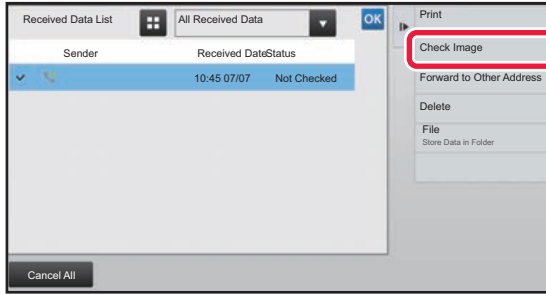 Received Data List
All Received Data
OK
Sender
Received Date
Status
10:45 07/07
Not Checked
Cancel All
Print
Check Image
Forward to Other Address
Delete
File
Store Data in Folder